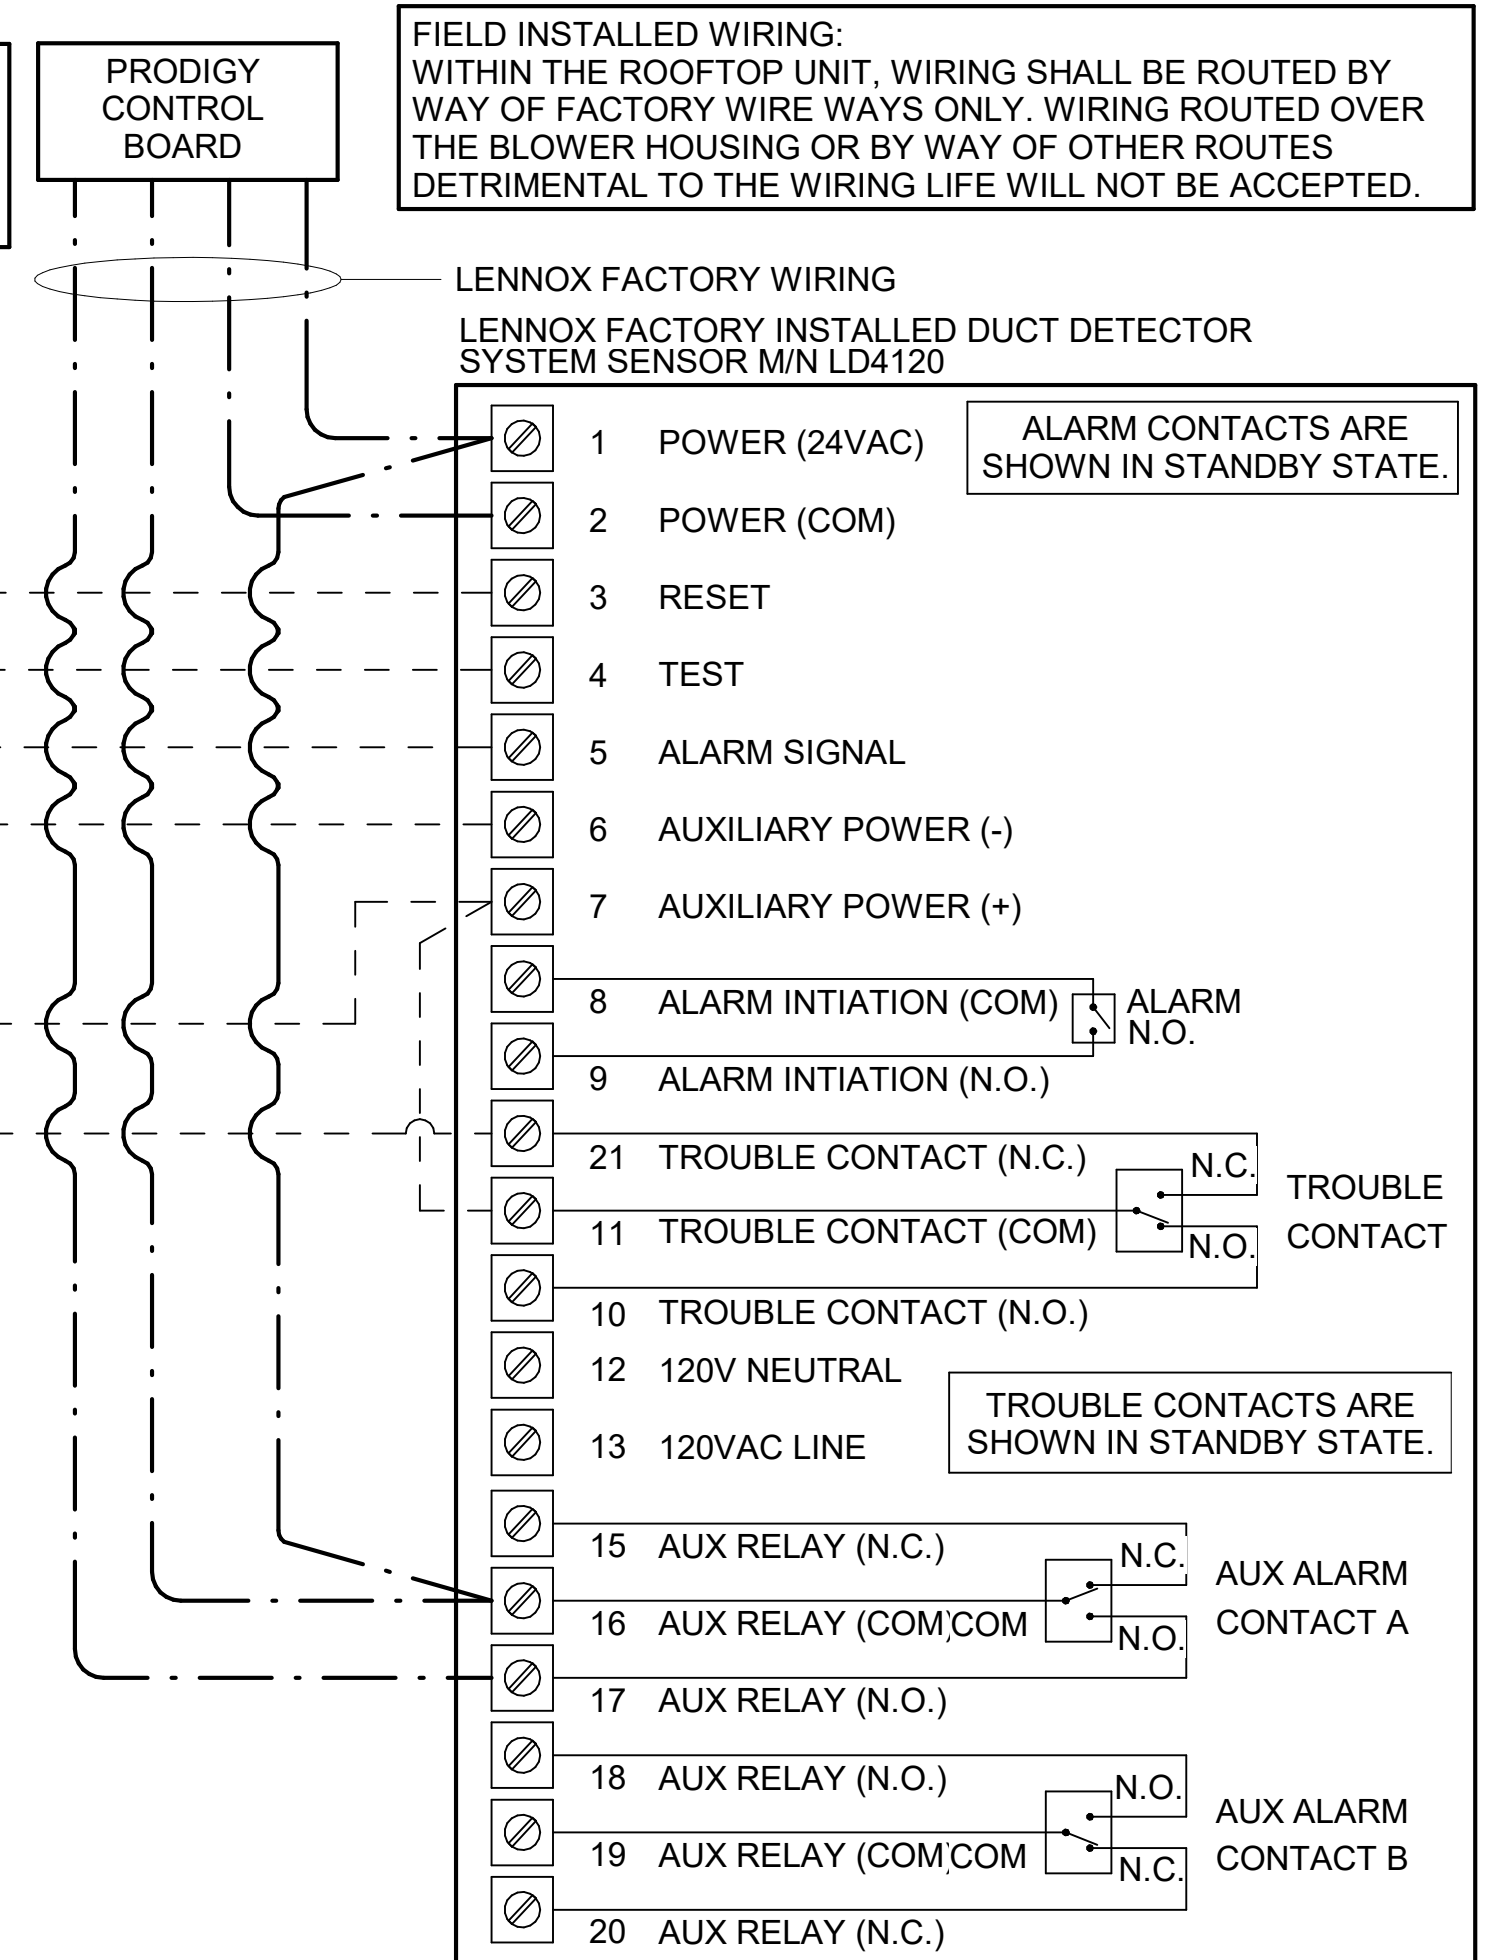 PRODIGY
CONTROL
BOARD
FIELD INSTALLED WIRING:
WITHIN THE ROOFTOP UNIT, WIRING SHALL BE ROUTED BY
WAY OF FACTORY WIRE WAYS ONLY. WIRING ROUTED OVER
THE BLOWER HOUSING OR BY WAY OF OTHER ROUTES
DETRIMENTAL TO THE WIRING LIFE WILL NOT BE ACCEPTED.
LENNOX FACTORY WIRING
LENNOX FACTORY INSTALLED DUCT DETECTOR
SYSTEM SENSOR M/N LD4120
ALARM CONTACTS ARE
SHOWN IN STANDBY STATE.
1 POWER (24VAC)
2 POWER (COM)
3 RESET
4 TEST
5 ALARM SIGNAL
6 AUXILIARY POWER (-)
7 AUXILIARY POWER (+)
8 ALARM INTIATION (COM)
ALARM
N.O.
9 ALARM INTIATION (N.O.)
21 TROUBLE CONTACT (N.C.)
N.C.
TROUBLE
CONTACT
11 TROUBLE CONTACT (COM)
N.O.
10 TROUBLE CONTACT (N.O.)
12 120V NEUTRAL
13 120VAC LINE
TROUBLE CONTACTS ARE
SHOWN IN STANDBY STATE.
15 AUX RELAY (N.C.)
N.C.
AUX ALARM
CONTACT A
16 AUX RELAY (COM) COM
N.O.
17 AUX RELAY (N.O.)
18 AUX RELAY (N.O.)
N.O.
AUX ALARM
CONTACT B
19 AUX RELAY (COM) COM
N.C.
20 AUX RELAY (N.C.)